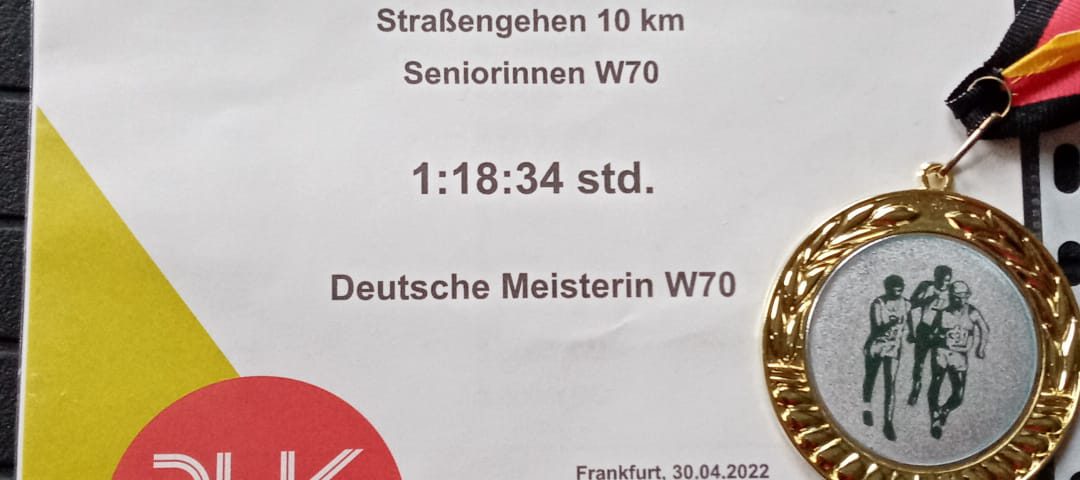 Straßengehen 10 km
Seniorinnen W70
1:18:34 std.
Deutsche Meisterin W70
Frankfurt, 30.04.2022